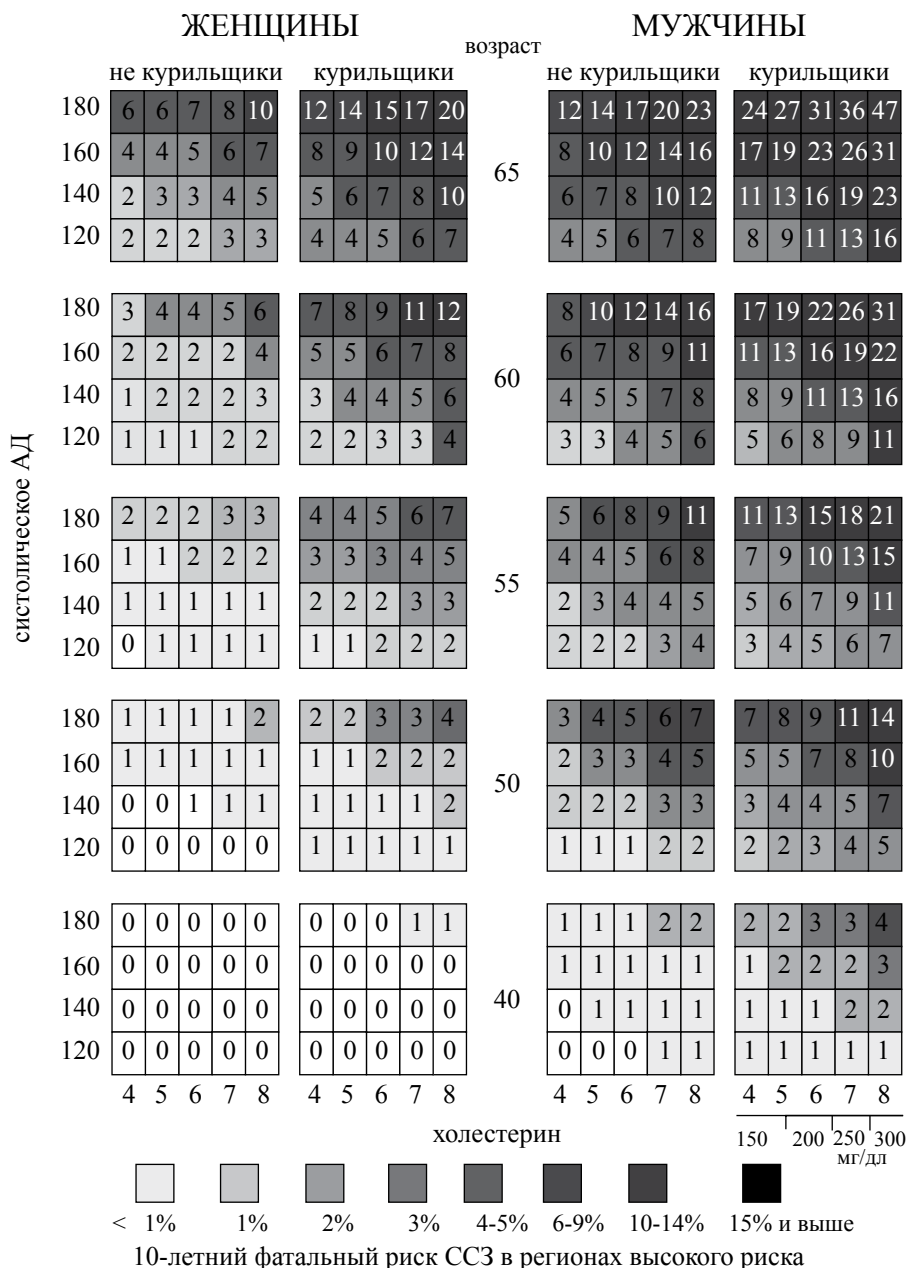 ЖЕНЩИНЫ МУЖЧИНЫ
возраст
не курильщики курильщики не курильщики курильщики
180 6 6 7 8 10 12 14 15 17 20 12 14 17 20 23 24 27 31 36 47
160 4 4 5 6 7 8 9 10 12 14 8 10 12 14 16 17 19 23 26 31
65
140 2 3 3 4 5 5 6 7 8 10 6 7 8 10 12 11 13 16 19 23
120 2 2 2 3 3 4 4 5 6 7 4 5 6 7 8 8 9 11 13 16
180 3 4 4 5 6 7 8 9 11 12 8 10 12 14 16 17 19 22 26 31
160 2 2 2 2 4 5 5 6 7 8 6 7 8 9 11 11 13 16 19 22
60
140 1 2 2 2 3 3 4 4 5 6 4 5 5 7 8 8 9 11 13 16
120 1 1 1 2 2 2 2 3 3 4 3 3 4 5 6 5 6 8 9 11
систолическое АД
180 2 2 2 3 3 4 4 5 6 7 5 6 8 9 11 11 13 15 18 21
160 1 1 2 2 2 3 3 3 4 5 4 4 5 6 8 7 9 10 13 15
55
140 1 1 1 1 1 2 2 2 3 3 2 3 4 4 5 5 6 7 9 11
120 0 1 1 1 1 1 1 2 2 2 2 2 2 3 4 3 4 5 6 7
180 1 1 1 1 2 2 2 3 3 4 3 4 5 6 7 7 8 9 11 14
160 1 1 1 1 1 1 1 2 2 2 2 3 3 4 5 5 5 7 8 10
50
140 0 0 1 1 1 1 1 1 1 2 2 2 2 3 3 3 4 4 5 7
120 0 0 0 0 0 1 1 1 1 1 1 1 1 2 2 2 2 3 4 5
180 0 0 0 0 0 0 0 0 1 1 1 1 1 2 2 2 2 3 3 4
160 0 0 0 0 0 0 0 0 0 0 1 1 1 1 1 1 2 2 2 3
40
140 0 0 0 0 0 0 0 0 0 0 0 1 1 1 1 1 1 1 2 2
120 0 0 0 0 0 0 0 0 0 0 0 0 0 1 1 1 1 1 1 1
4 5 6 7 8 4 5 6 7 8 4 5 6 7 8 4 5 6 7 8
холестерин
150 200 250 300
мг/дл
< 1% 1% 2% 3% 4-5% 6-9% 10-14% 15% и выше
10-летний фатальный риск ССЗ в регионах высокого риска